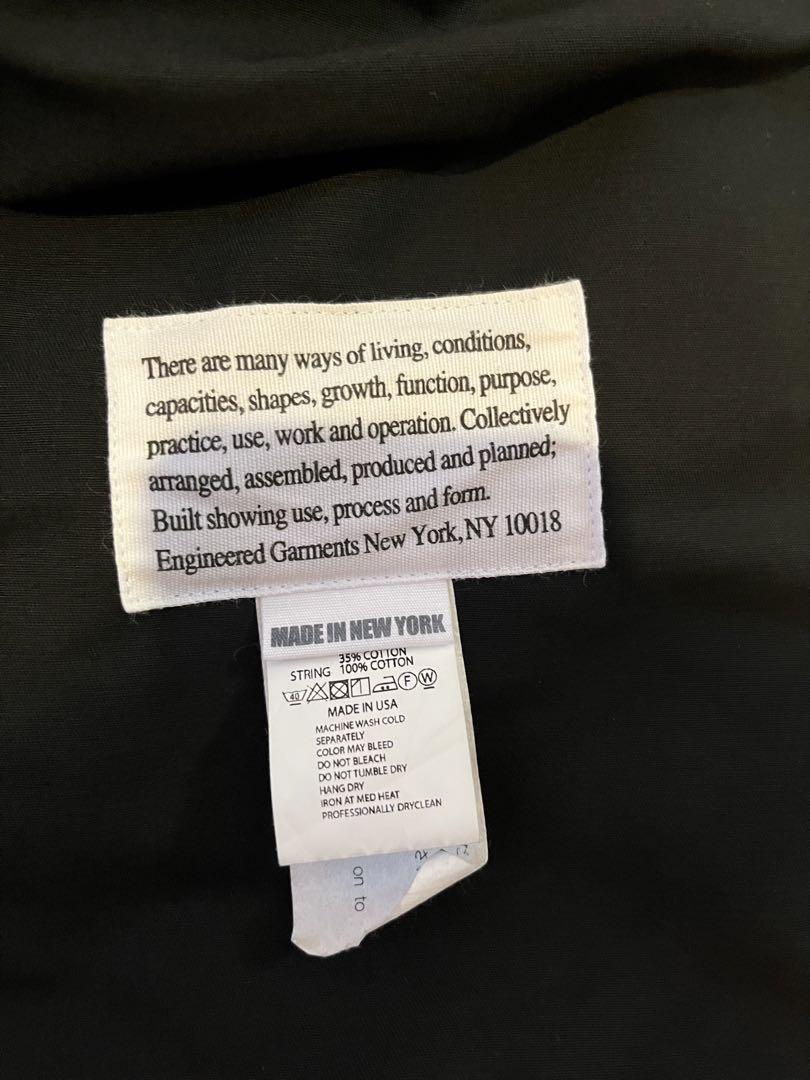 There are many ways of living, conditions,
capacities, shapes, growth, function, purpose,
practice, use, work and operation. Collectively
arranged, assembled, produced and planned;
Built showing use, process and form.
Engineered Garments New York, NY 10018
MADE IN NEW YORK
35% COTTON
STRING 100% COTTON
40 F W
MADE IN USA
MACHINE WASH COLD
SEPARATELY
COLOR MAY BLEED
DO NOT BLEACH
DO NOT TUMBLE DRY
HANG DRY
IRON AT MED HEAT
PROFESSIONALLY DRYCLEAN
on to